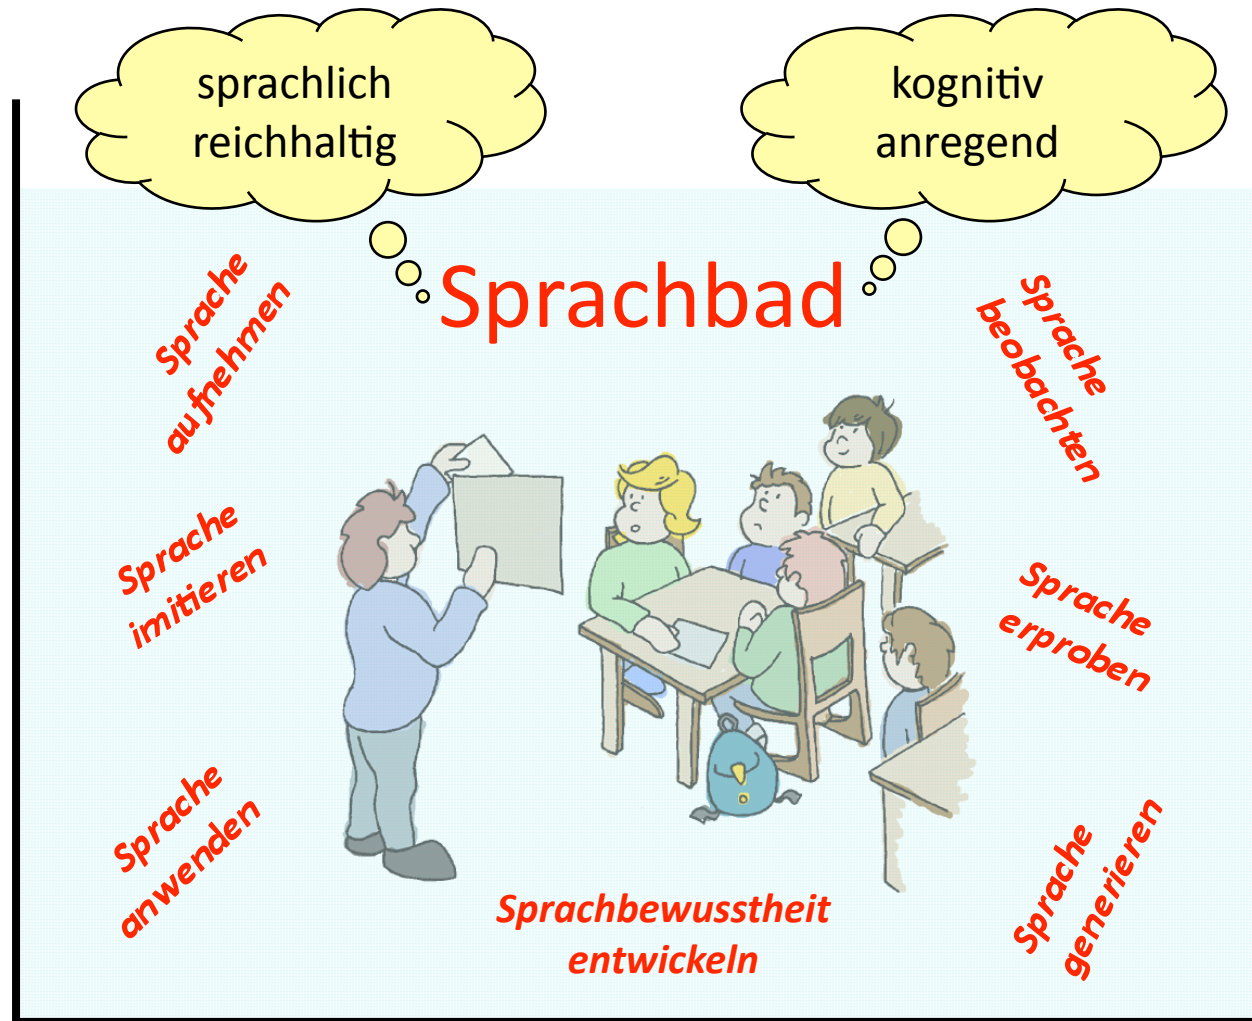 sprachlich
reichhaltig
kognitiv
anregend
Sprachbad
Sprache
aufnehmen
Sprache
beobachten
Sprache
imitieren
Sprache
erproben
Sprache
anwenden
Sprache
generieren
Sprachbewusstheit
entwickeln